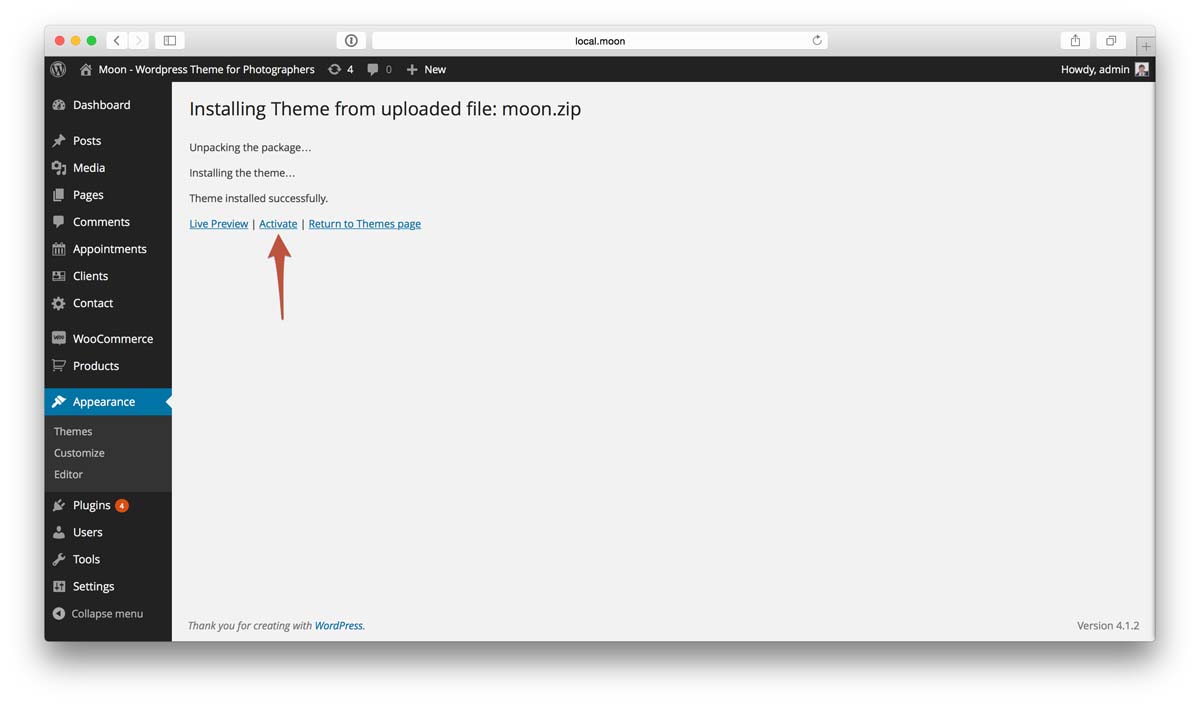 local.moon
Moon - Wordpress Theme for Photographers 4 0 New Howdy, admin
Dashboard
Posts
Media
Pages
Comments
Appointments
Clients
Contact
WooCommerce
Products
Appearance
Themes
Customize
Editor
Plugins 4
Users
Tools
Settings
Collapse menu
Installing Theme from uploaded file: moon.zip
Unpacking the package…
Installing the theme…
Theme installed successfully.
Live Preview | Activate | Return to Themes page
Thank you for creating with WordPress. Version 4.1.2